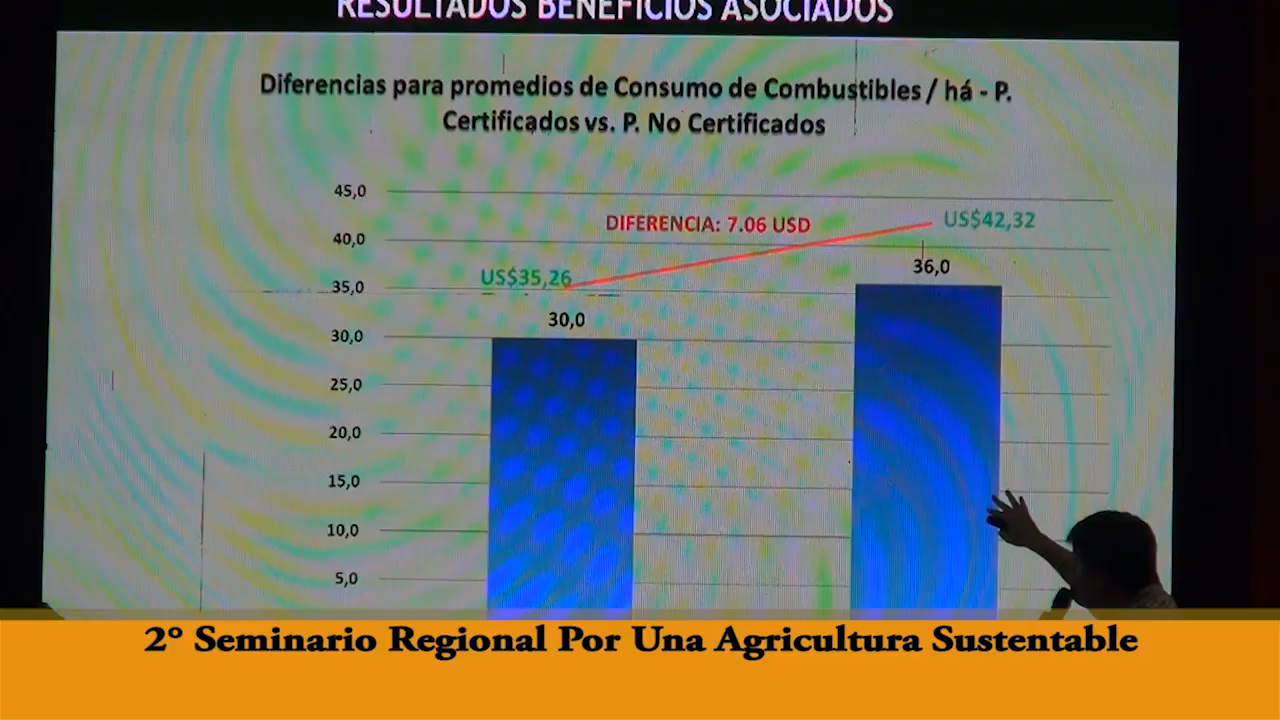 RESULTADOS BENEFICIOS ASOCIADOS
Diferencias para promedios de Consumo de Combustibles / há - P.
Certificados vs. P. No Certificados
45,0
DIFERENCIA: 7.06 USD
US$42,32
40,0
36,0
US$35,26
35,0
30,0
30,0
25,0
20,0
15,0
10,0
5,0
2° Seminario Regional Por Una Agricultura Sustentable